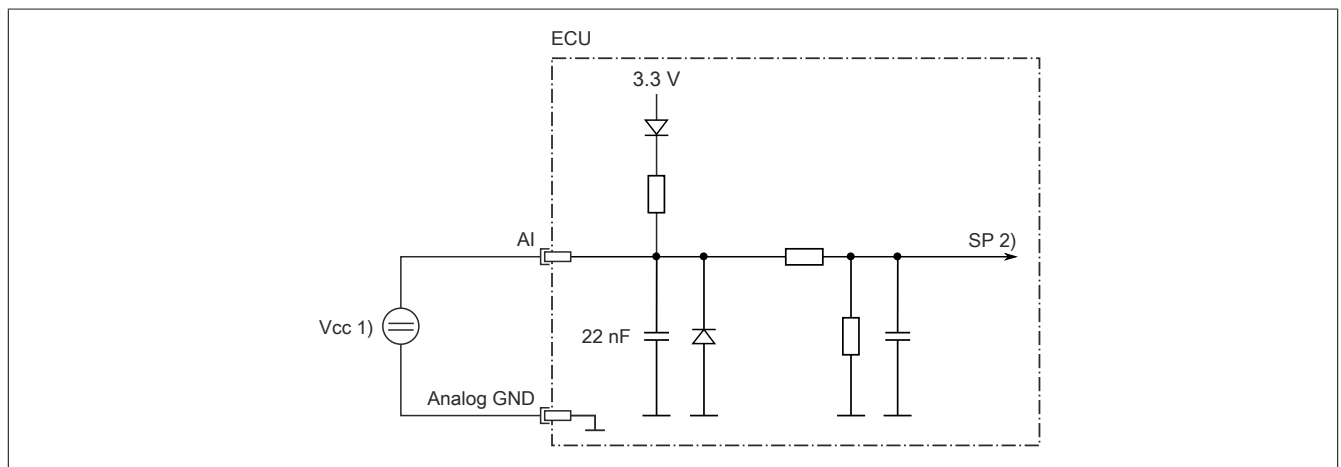 ECU
3.3 V
AI
SP 2)
Vcc 1)
22 nF
Analog GND